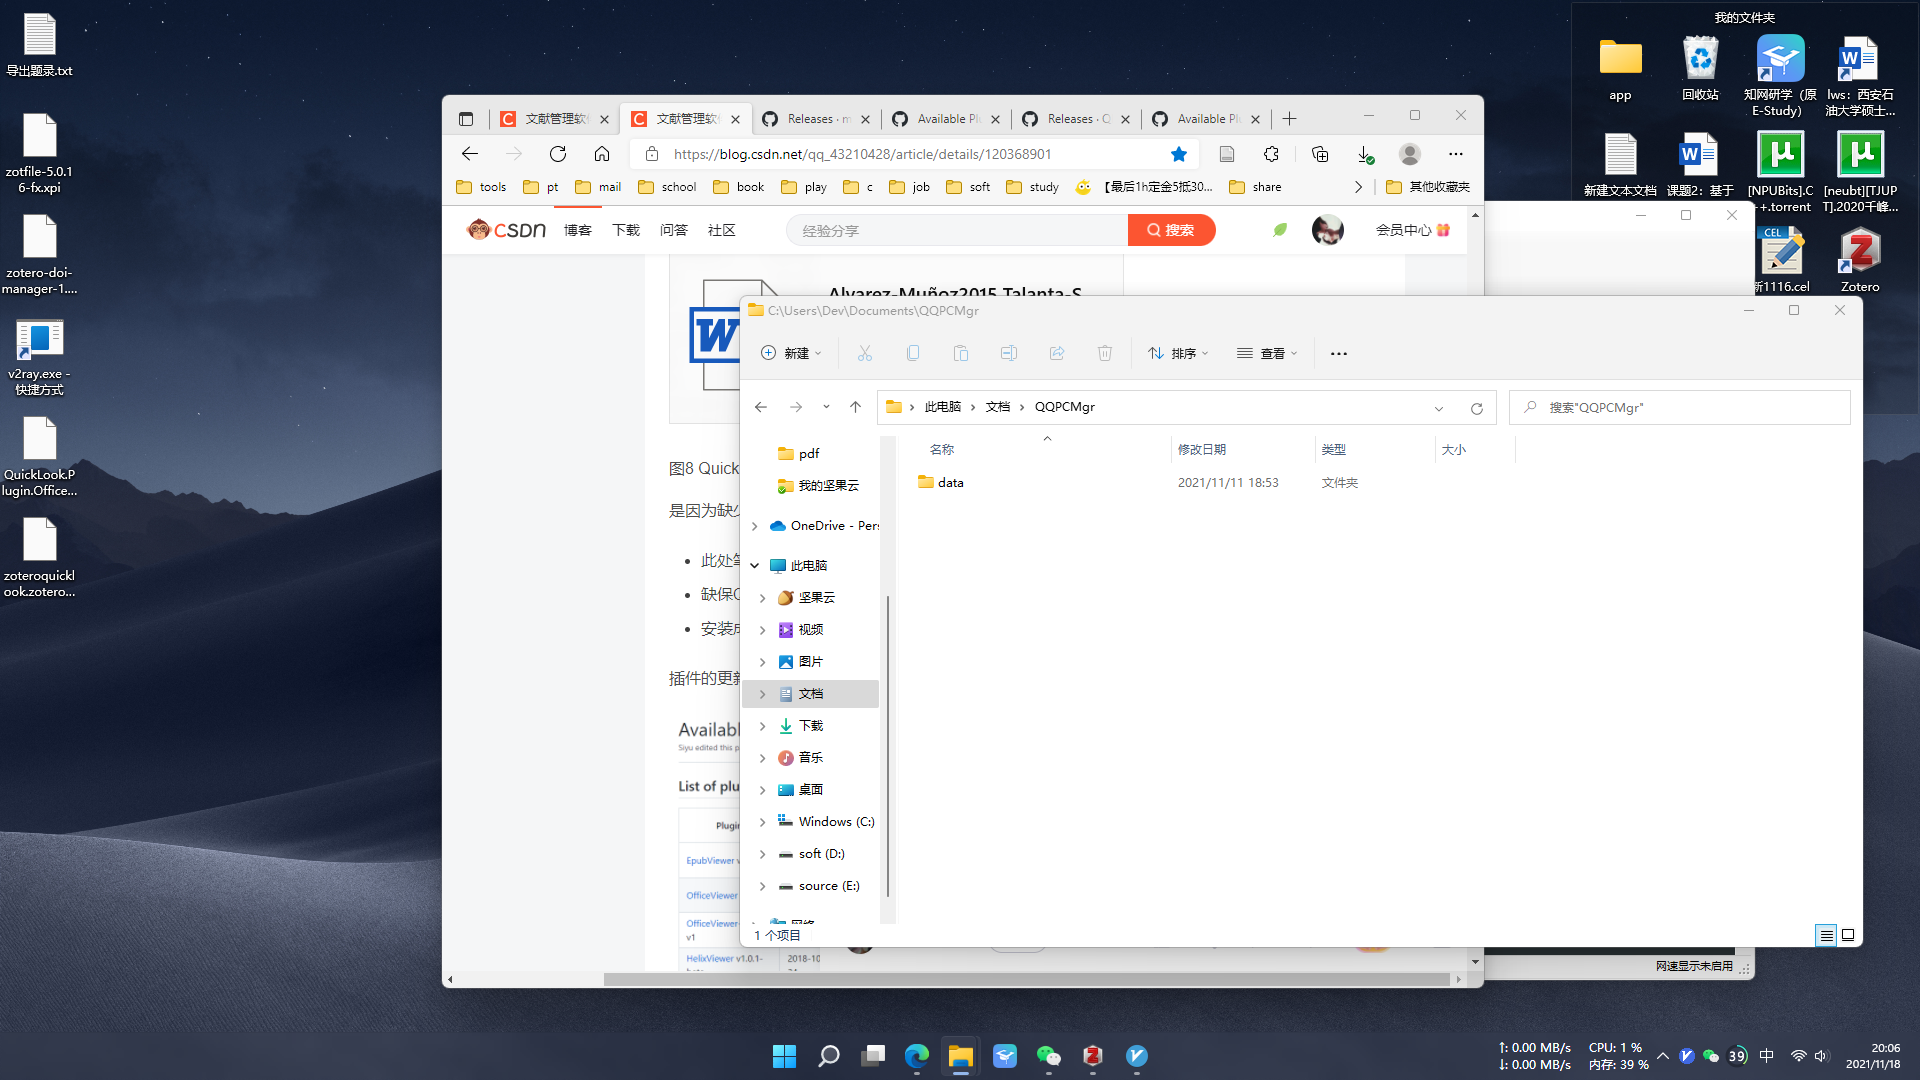 导出题录.txt
zotfile-5.0.1
6-fx.xpi
zotero-doi-
manager-1....
v2ray.exe -
快捷方式
QuickLook.P
lugin.Office...
zoteroquickl
ook.zotero...
我的文件夹
app
回收站
知网研学（原
E-Study）
lws：西安石
油大学硕士...
新建文本文档
课题2：基于
[NPUBits].C
++.torrent
[neubt][TJUP
T].2020千峰...
CEL
新1116.cel
Zotero
文献管理软
文献管理软
Releases · m
Available Pl
Releases · Q
Available Pl
https://blog.csdn.net/qq_43210428/article/details/120368901
tools
pt
mail
school
book
play
c
job
soft
study
【最后1h定金5抵30...
share
其他收藏夹
CSDN
博客
下载
问答
社区
经验分享
搜索
会员中心
Alvarez-Muñoz2015 Talanta-S
图8 Quick
是因为缺少
此处
缺保
安装
插件的更新
Siyu edited this p
List of plu
Plugin
EpubViewer v
OfficeViewer
OfficeViewer-
v1
HelixViewer v1.0.1-
2018-10
C:\Users\Dev\Documents\QQPCMgr
新建
排序
查看
此电脑
文档
QQPCMgr
搜索"QQPCMgr"
名称
修改日期
类型
大小
data
2021/11/11 18:53
文件夹
pdf
我的坚果云
OneDrive - Pers
此电脑
坚果云
视频
图片
文档
下载
音乐
桌面
Windows (C:)
soft (D:)
source (E:)
网络
1 个项目
网速显示未启用
↑: 0.00 MB/s
↓: 0.00 MB/s
CPU: 1 %
内存: 39 %
39
中
20:06
2021/11/18